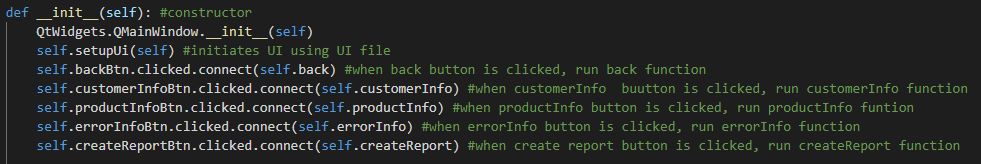 def __init__(self): #constructor
QtWidgets.QMainWindow.__init__(self)
self.setupUi(self) #initiates UI using UI file
self.backBtn.clicked.connect(self.back) #when back button is clicked, run back function
self.customerInfoBtn.clicked.connect(self.customerInfo) #when customerInfo  buutton is clicked, run customerInfo function
self.productInfoBtn.clicked.connect(self.productInfo) #when productInfo button is clicked, run productInfo funtion
self.errorInfoBtn.clicked.connect(self.errorInfo) #when errorInfo button is clicked, run errorInfo function
self.createReportBtn.clicked.connect(self.createReport) #when create report button is clicked, run createReport function